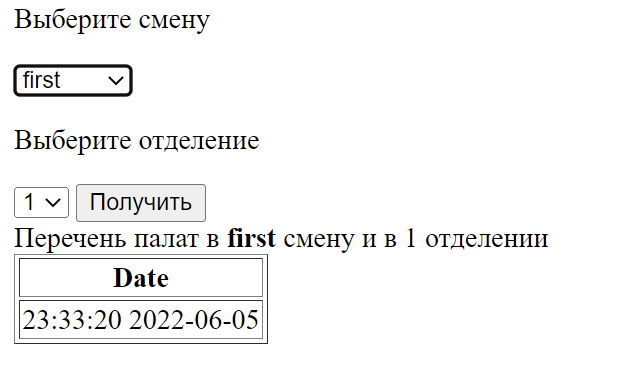 Выберите смену
first
Выберите отделение
1 Получить
Перечень палат в first смену и в 1 отделении
Date
23:33:20 2022-06-05